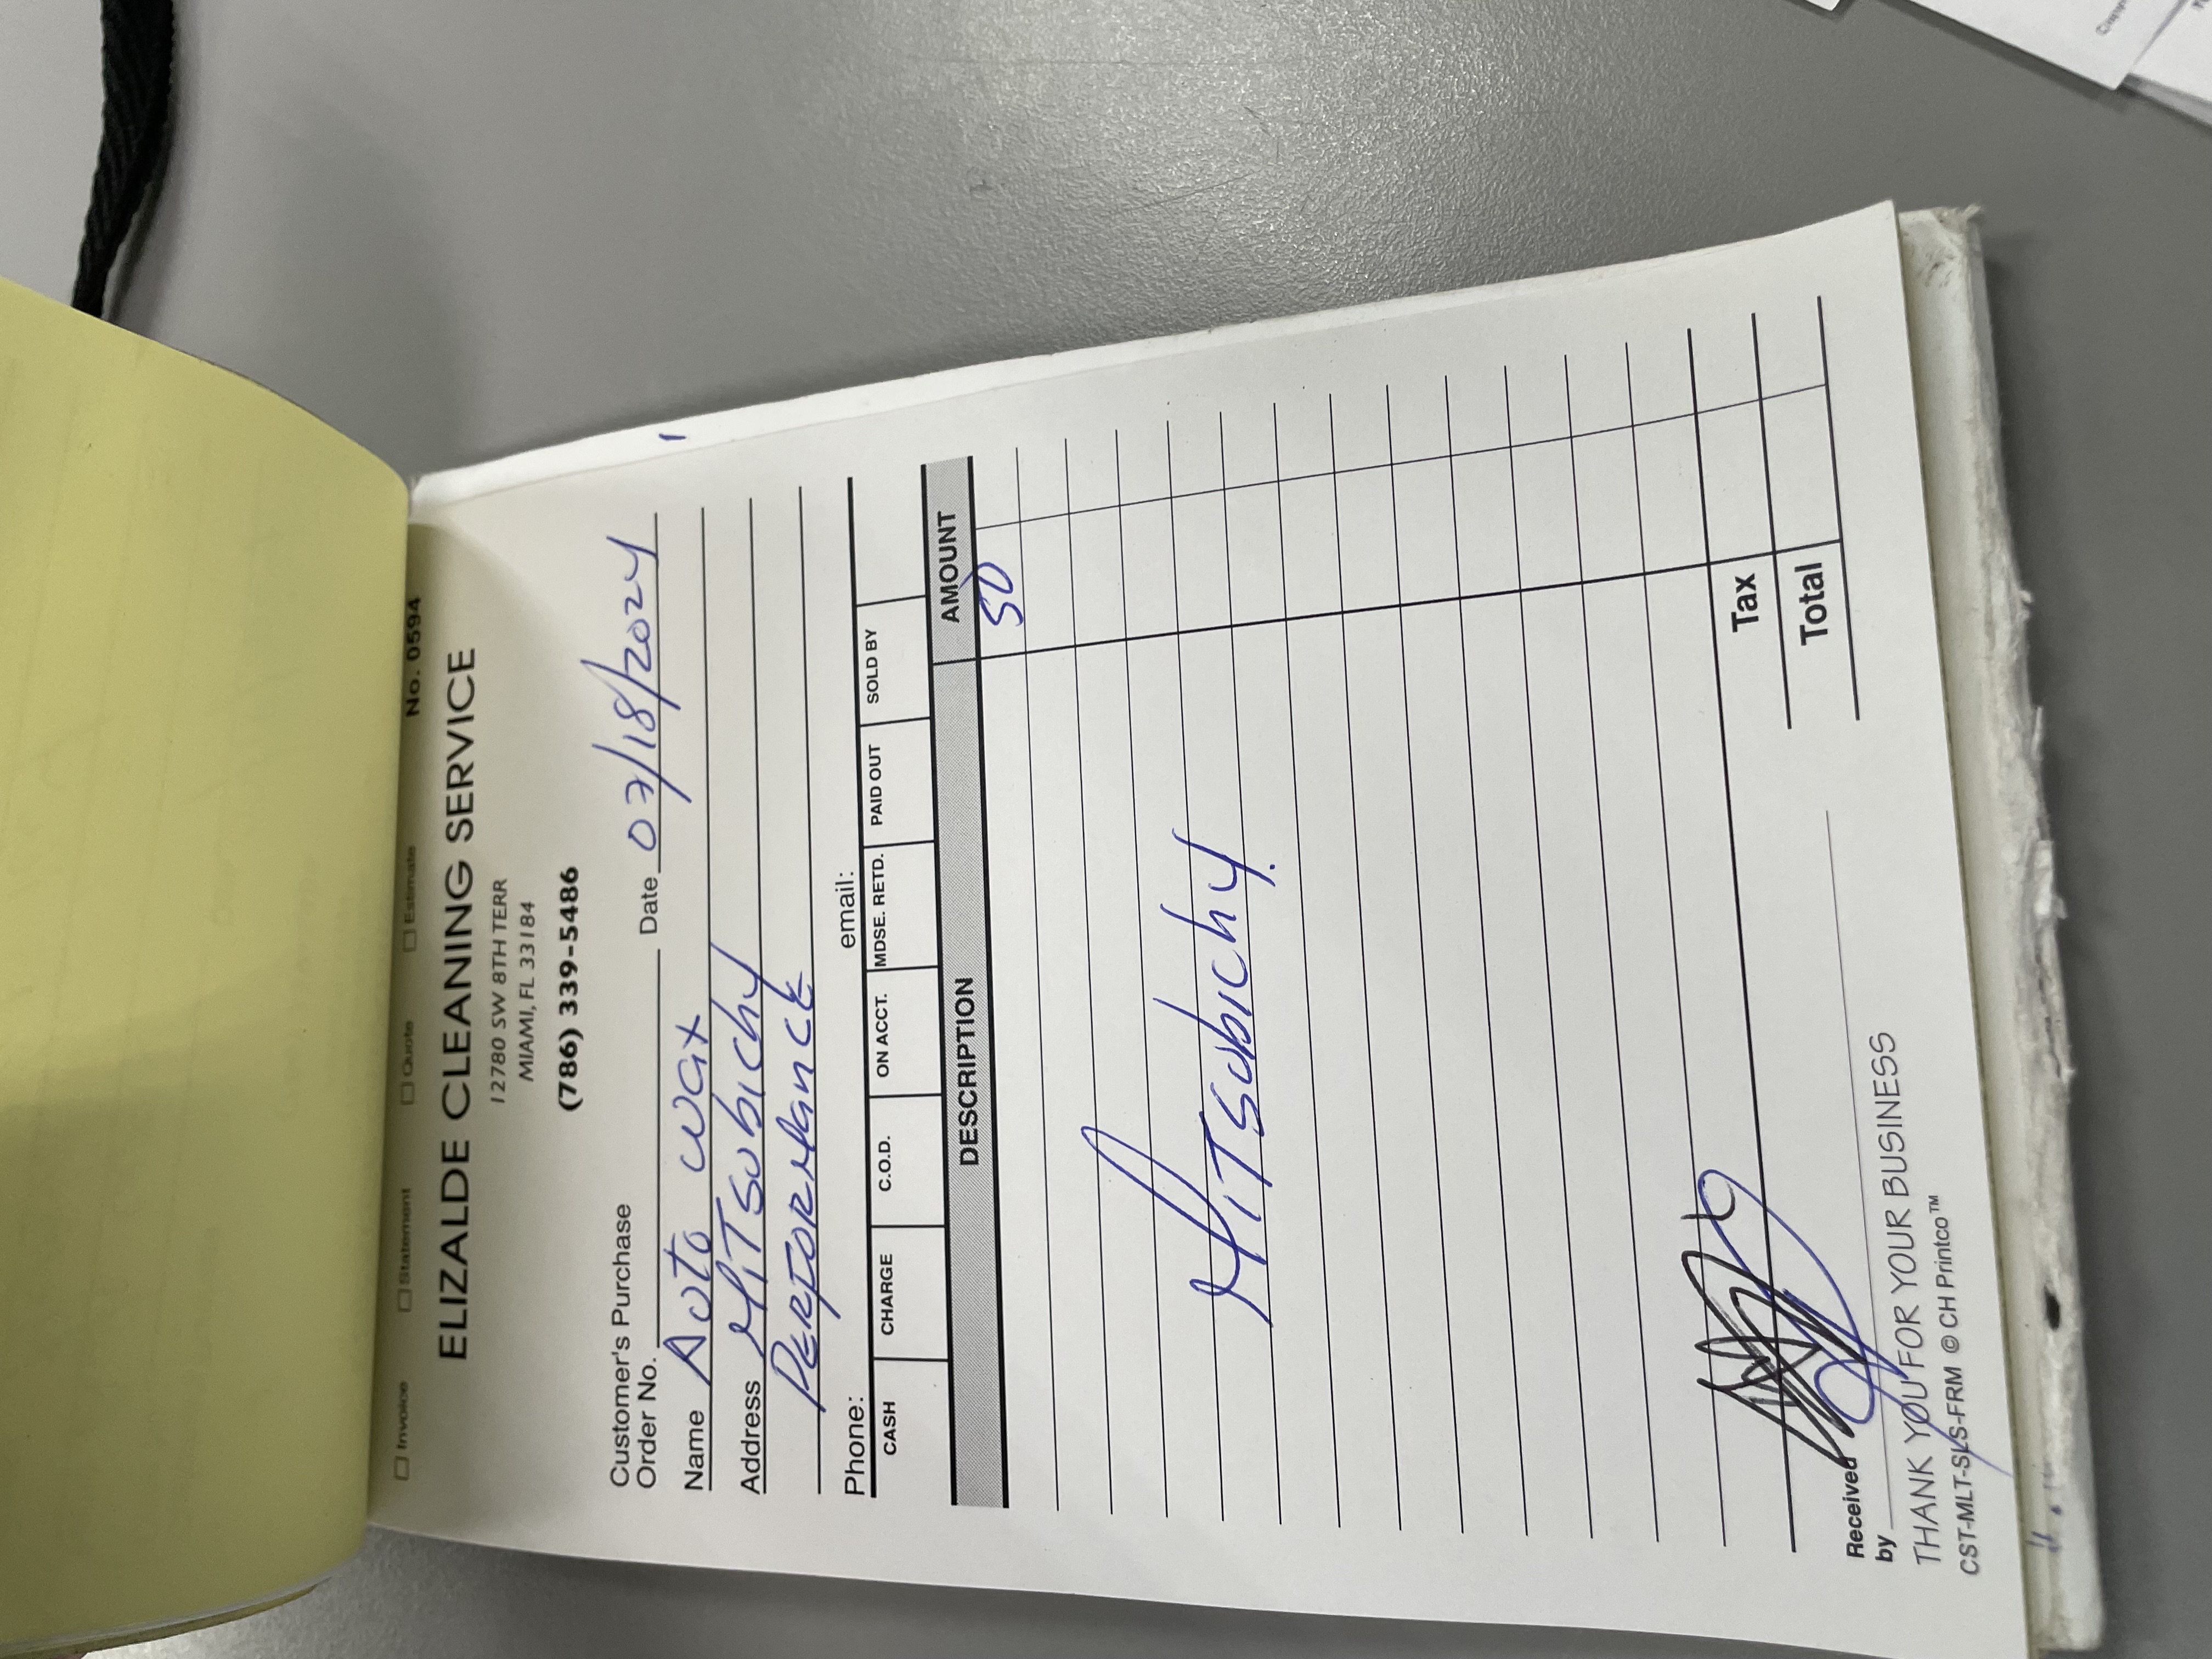 ☐ Invoice ☐ Statement ☐ Quote ☐ Estimate No. 0594
ELIZALDE CLEANING SERVICE
12780 SW 8TH TERR
MIAMI, FL 33184
(786) 339-5486
Customer's Purchase
Order No. Date 07/18/2024
Name Aoto wax
Address MiTsubichy
PERFORMANCE
Phone: email:
CASH CHARGE C.O.D. ON ACCT. MDSE. RETD. PAID OUT SOLD BY
DESCRIPTION AMOUNT
50
MiTsubichy.
Tax
Total
Received
by
THANK YOU FOR YOUR BUSINESS
CST-MLT-SLS-FRM © CH Printco™